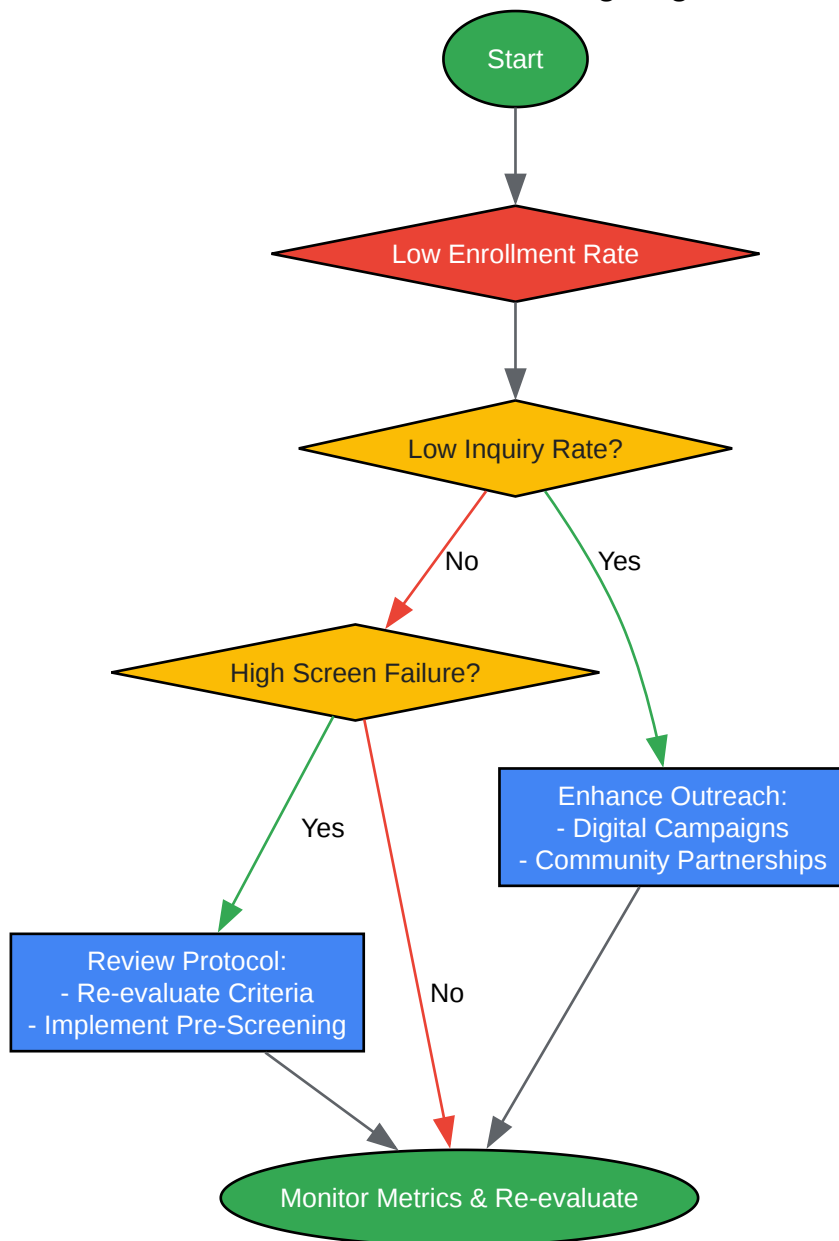 Start
Low Enrollment Rate
Low Inquiry Rate?
No
Yes
High Screen Failure?
Enhance Outreach:
- Digital Campaigns
- Community Partnerships
Yes
Review Protocol:
- Re-evaluate Criteria
- Implement Pre-Screening
No
Monitor Metrics & Re-evaluate